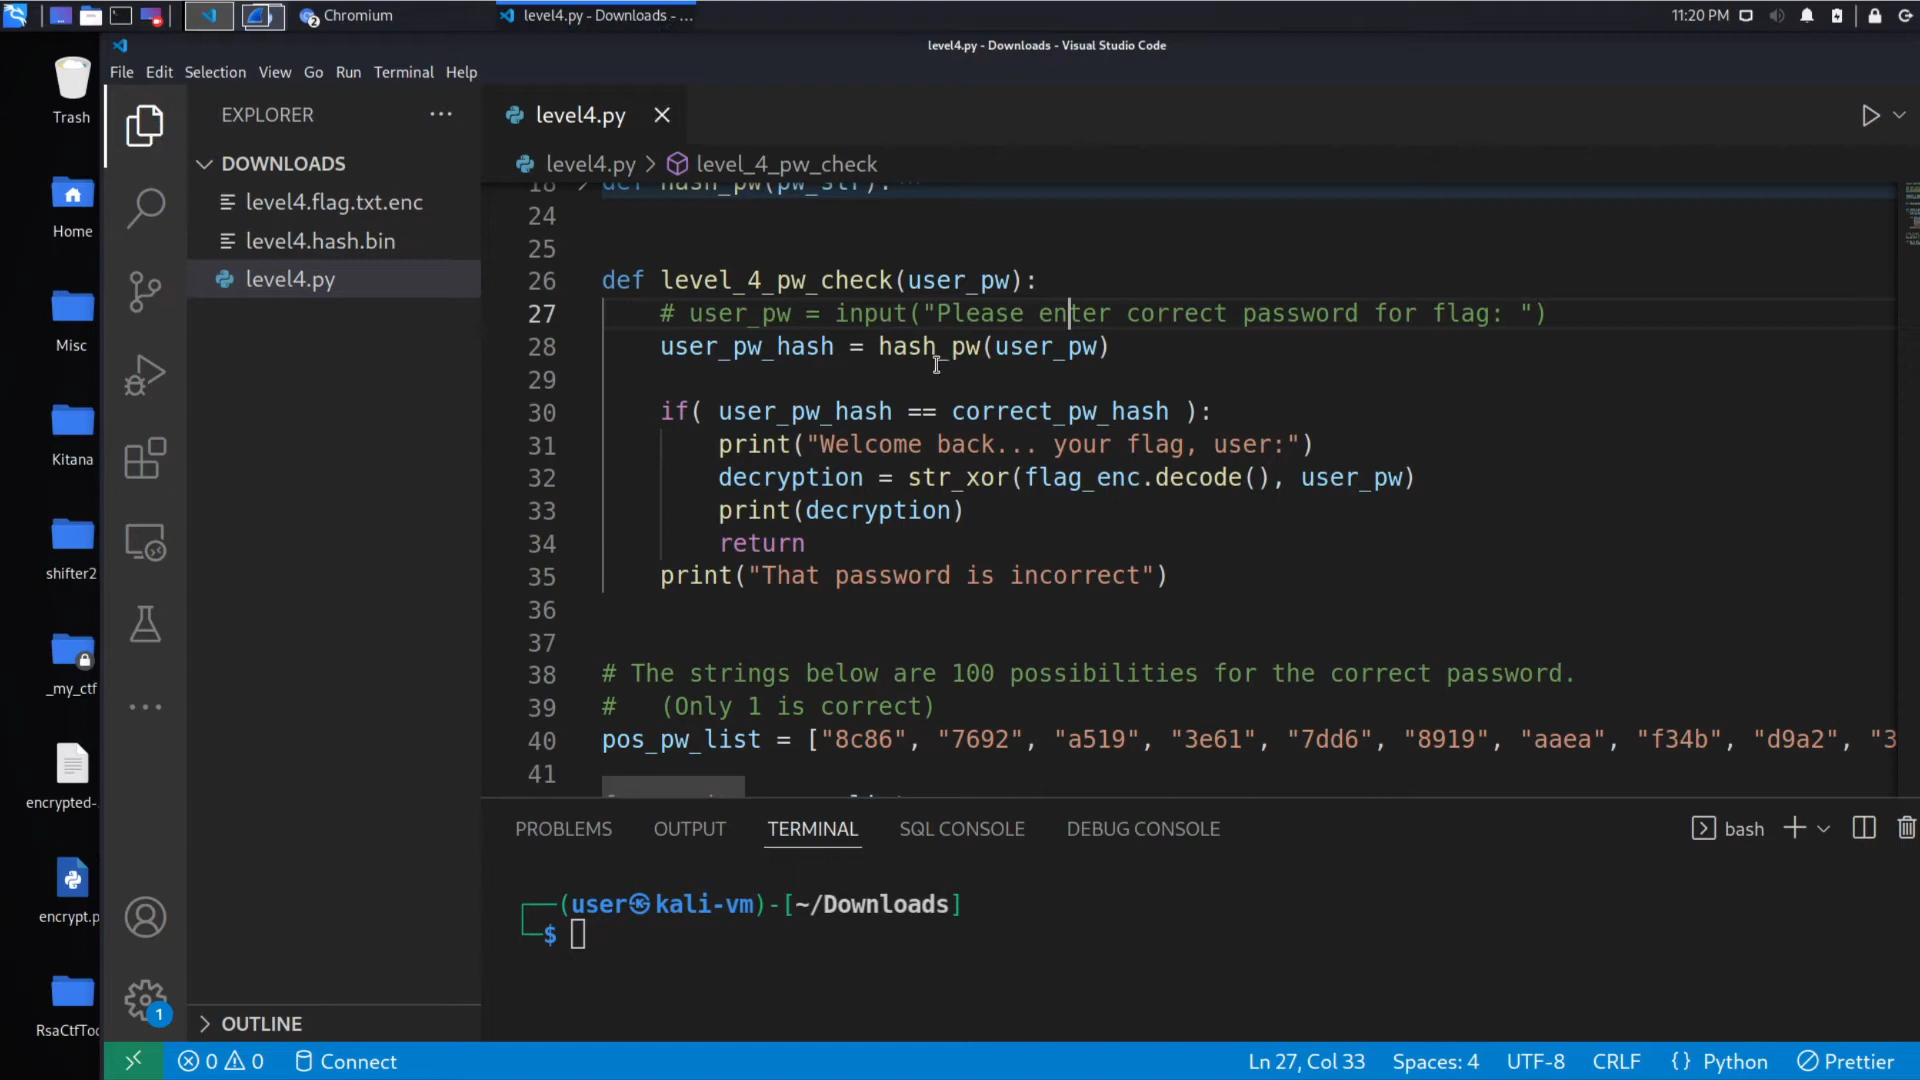 Chromium
level4.py - Downloads - ...
11:20 PM
level4.py - Downloads - Visual Studio Code
File Edit Selection View Go Run Terminal Help
Trash
Home
Misc
Kitana
shifter2
_my_ctf
encrypted-
encrypt.p
RsaCtfToo
EXPLORER
DOWNLOADS
level4.flag.txt.enc
level4.hash.bin
level4.py
OUTLINE
level4.py
level4.py > level_4_pw_check
18 def hash_pw(pw_str): ...
24
25
26 def level_4_pw_check(user_pw):
27 # user_pw = input("Please enter correct password for flag: ")
28 user_pw_hash = hash_pw(user_pw)
29
30 if( user_pw_hash == correct_pw_hash ):
31 print("Welcome back... your flag, user:")
32 decryption = str_xor(flag_enc.decode(), user_pw)
33 print(decryption)
34 return
35 print("That password is incorrect")
36
37
38 # The strings below are 100 possibilities for the correct password.
39 # (Only 1 is correct)
40 pos_pw_list = ["8c86", "7692", "a519", "3e61", "7dd6", "8919", "aaea", "f34b", "d9a2", "3
41
PROBLEMS OUTPUT TERMINAL SQL CONSOLE DEBUG CONSOLE
bash
(user㉿kali-vm)-[~/Downloads]
$
1
0 0 Connect
Ln 27, Col 33 Spaces: 4 UTF-8 CRLF {} Python Prettier